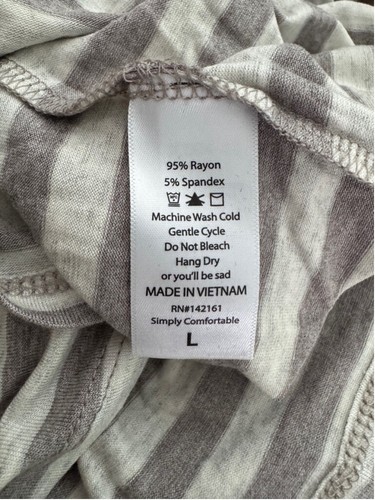 95% Rayon
5% Spandex
Machine Wash Cold
Gentle Cycle
Do Not Bleach
Hang Dry
or you'll be sad
MADE IN VIETNAM
RN#142161
Simply Comfortable
L